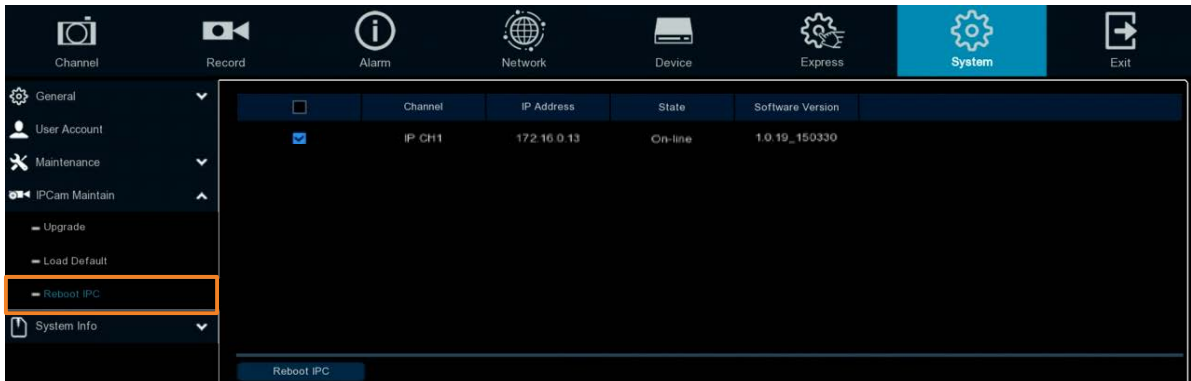 Channel Record Alarm Network Device Express System Exit
General
User Account
Maintenance
IPCam Maintain
Upgrade
Load Default
Reboot IPC
System Info
Channel IP Address State Software Version
IP CH1 172.16.0.13 On-line 1.0.19_150330
Reboot IPC